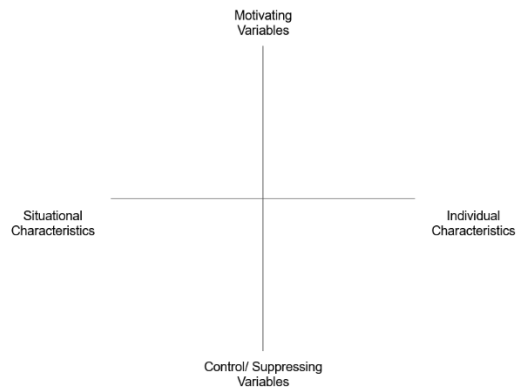 Motivating
Variables
Situational
Characteristics
Individual
Characteristics
Control/ Suppressing
Variables